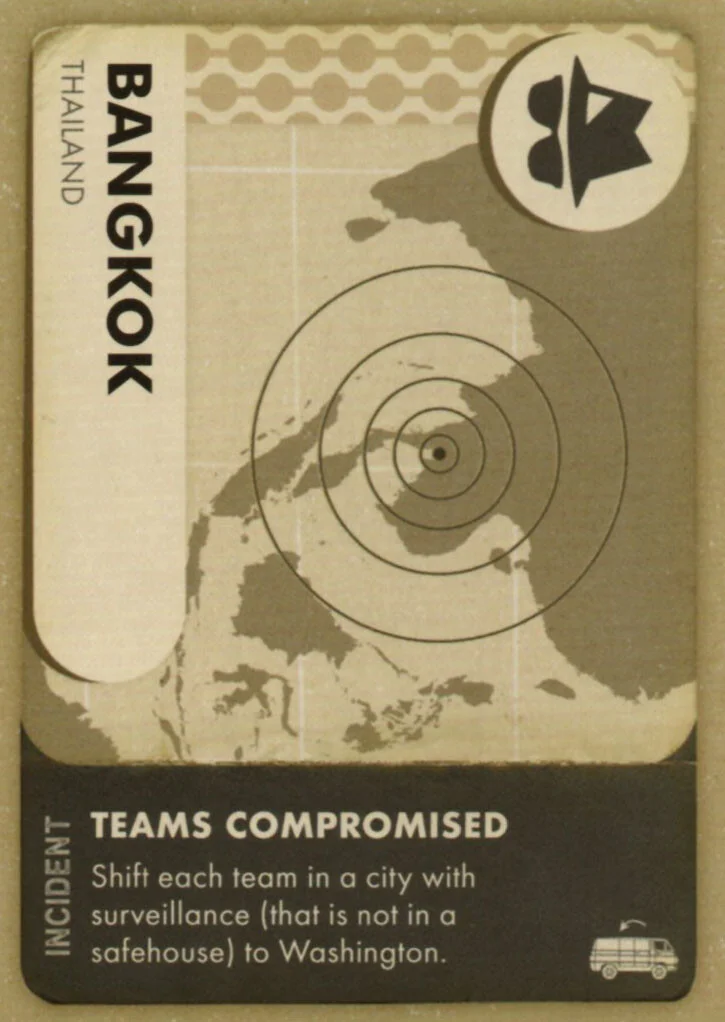 BANGKOK
THAILAND
INCIDENT
TEAMS COMPROMISED
Shift each team in a city with
surveillance (that is not in a
safehouse) to Washington.